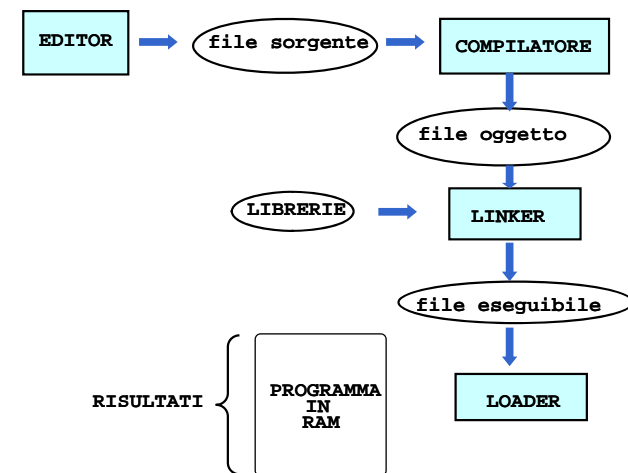 EDITOR
file sorgente
COMPILATORE
file oggetto
LIBRERIE
LINKER
file eseguibile
RISULTATI
PROGRAMMA
IN
RAM
LOADER